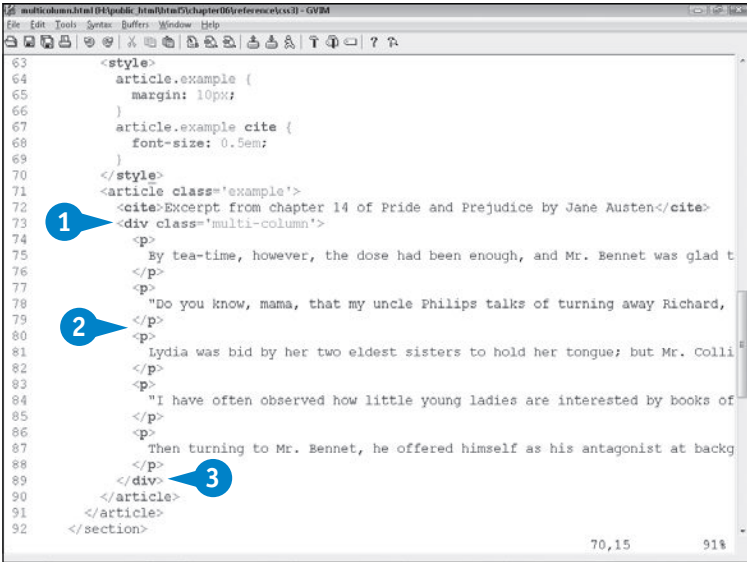 multicolumn.html (H:\public_html\html5\chapter06\reference\css3) - GVIM
File Edit Tools Syntax Buffers Window Help
63 <style>
64 article.example {
65 margin: 10px;
66 }
67 article.example cite {
68 font-size: 0.5em;
69 }
70 </style>
71 <article class='example'>
72 <cite>Excerpt from chapter 14 of Pride and Prejudice by Jane Austen</cite>
1
73 <div class='multi-column'>
74 <p>
75 By tea-time, however, the dose had been enough, and Mr. Bennet was glad t
76 </p>
77 <p>
78 "Do you know, mama, that my uncle Philips talks of turning away Richard,
79 </p>
2
80 <p>
81 Lydia was bid by her two eldest sisters to hold her tongue; but Mr. Colli
82 </p>
83 <p>
84 "I have often observed how little young ladies are interested by books of
85 </p>
86 <p>
87 Then turning to Mr. Bennet, he offered himself as his antagonist at backg
88 </p>
89 </div>
3
90 </article>
91 </article>
92 </section>
70,15 91%